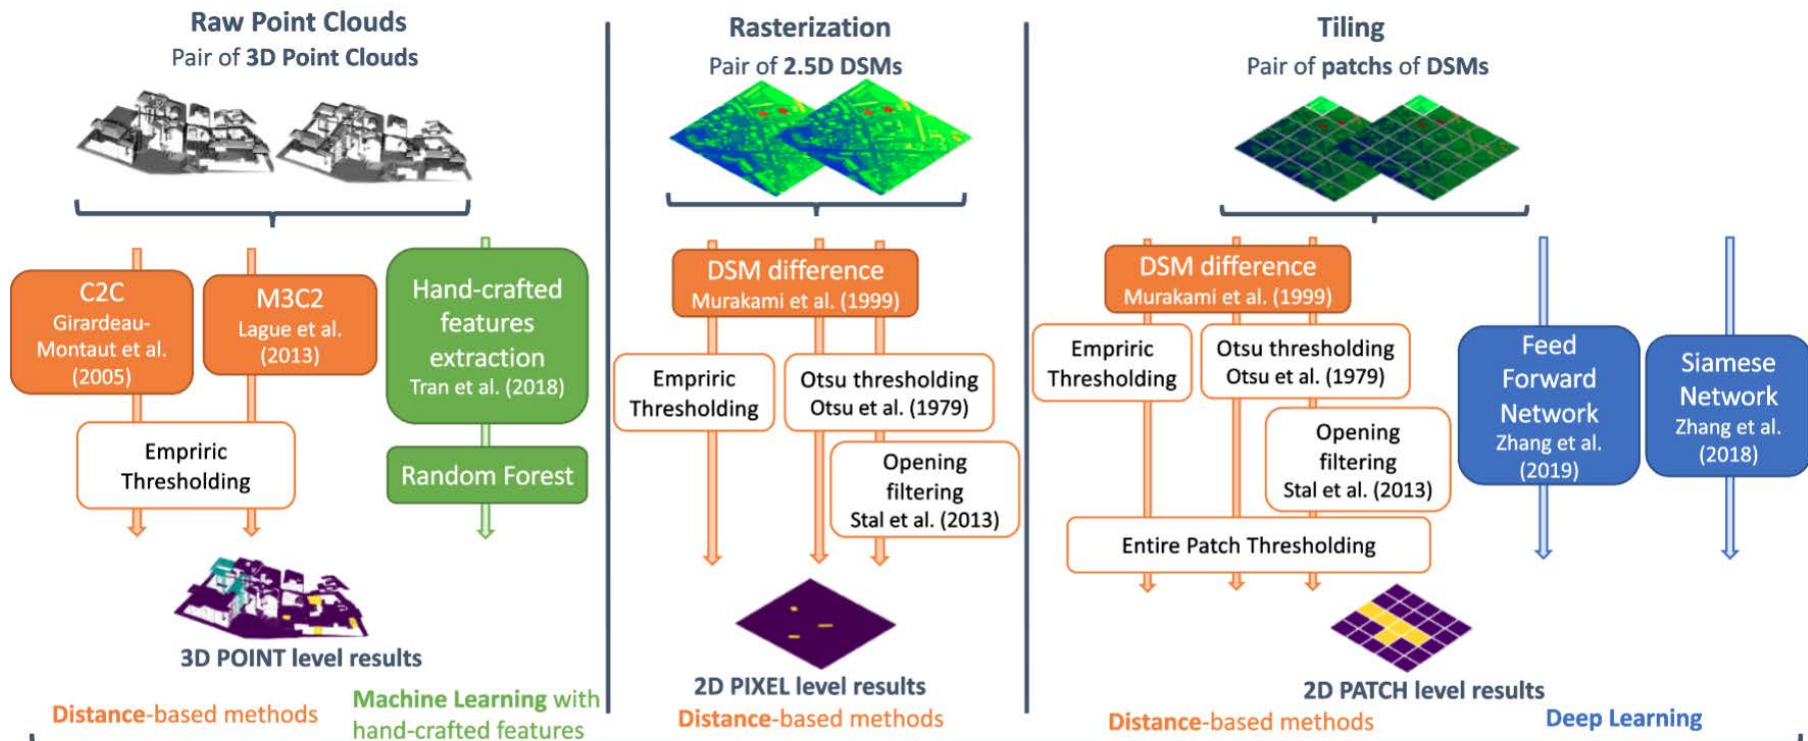 Raw Point Clouds
Pair of 3D Point Clouds
C2C
Girardeau-
Montaut et al.
(2005)
M3C2
Lague et al.
(2013)
Hand-crafted
features
extraction
Tran et al. (2018)
Empriric
Thresholding
Random Forest
3D POINT level results
Distance-based methods
Machine Learning with
hand-crafted features
Rasterization
Pair of 2.5D DSMs
DSM difference
Murakami et al. (1999)
Empriric
Thresholding
Otsu thresholding
Otsu et al. (1979)
Opening
filtering
Stal et al. (2013)
2D PIXEL level results
Distance-based methods
Tiling
Pair of patchs of DSMs
DSM difference
Murakami et al. (1999)
Empriric
Thresholding
Otsu thresholding
Otsu et al. (1979)
Opening
filtering
Stal et al. (2013)
Entire Patch Thresholding
Feed
Forward
Network
Zhang et al.
(2019)
Siamese
Network
Zhang et al.
(2018)
2D PATCH level results
Distance-based methods
Deep Learning